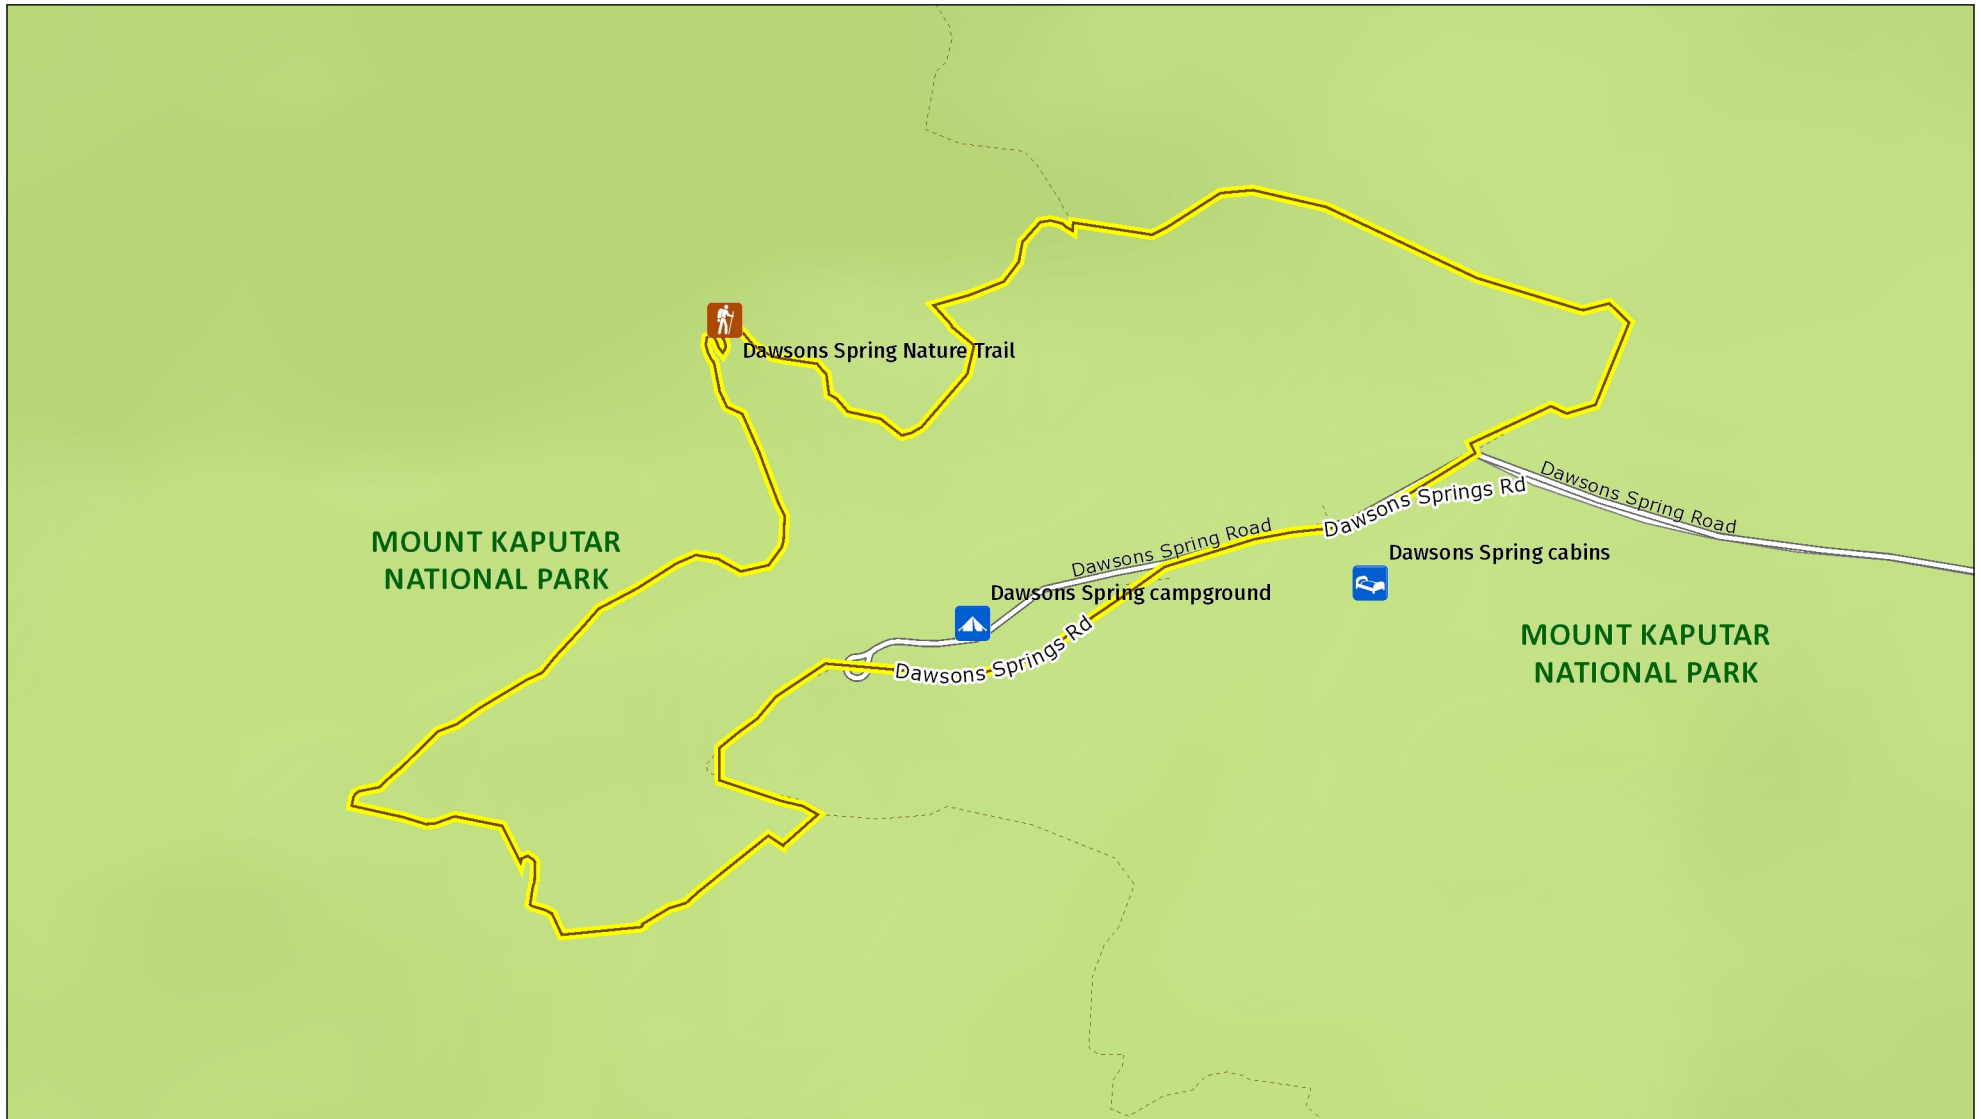 Dawsons Spring Nature Trail
Dawsons Spring Road
Dawsons Springs Rd
Dawsons Spring Road
MOUNT KAPUTAR
NATIONAL PARK
Dawsons Spring cabins
Dawsons Spring campground
Dawsons Springs Rd
MOUNT KAPUTAR
NATIONAL PARK